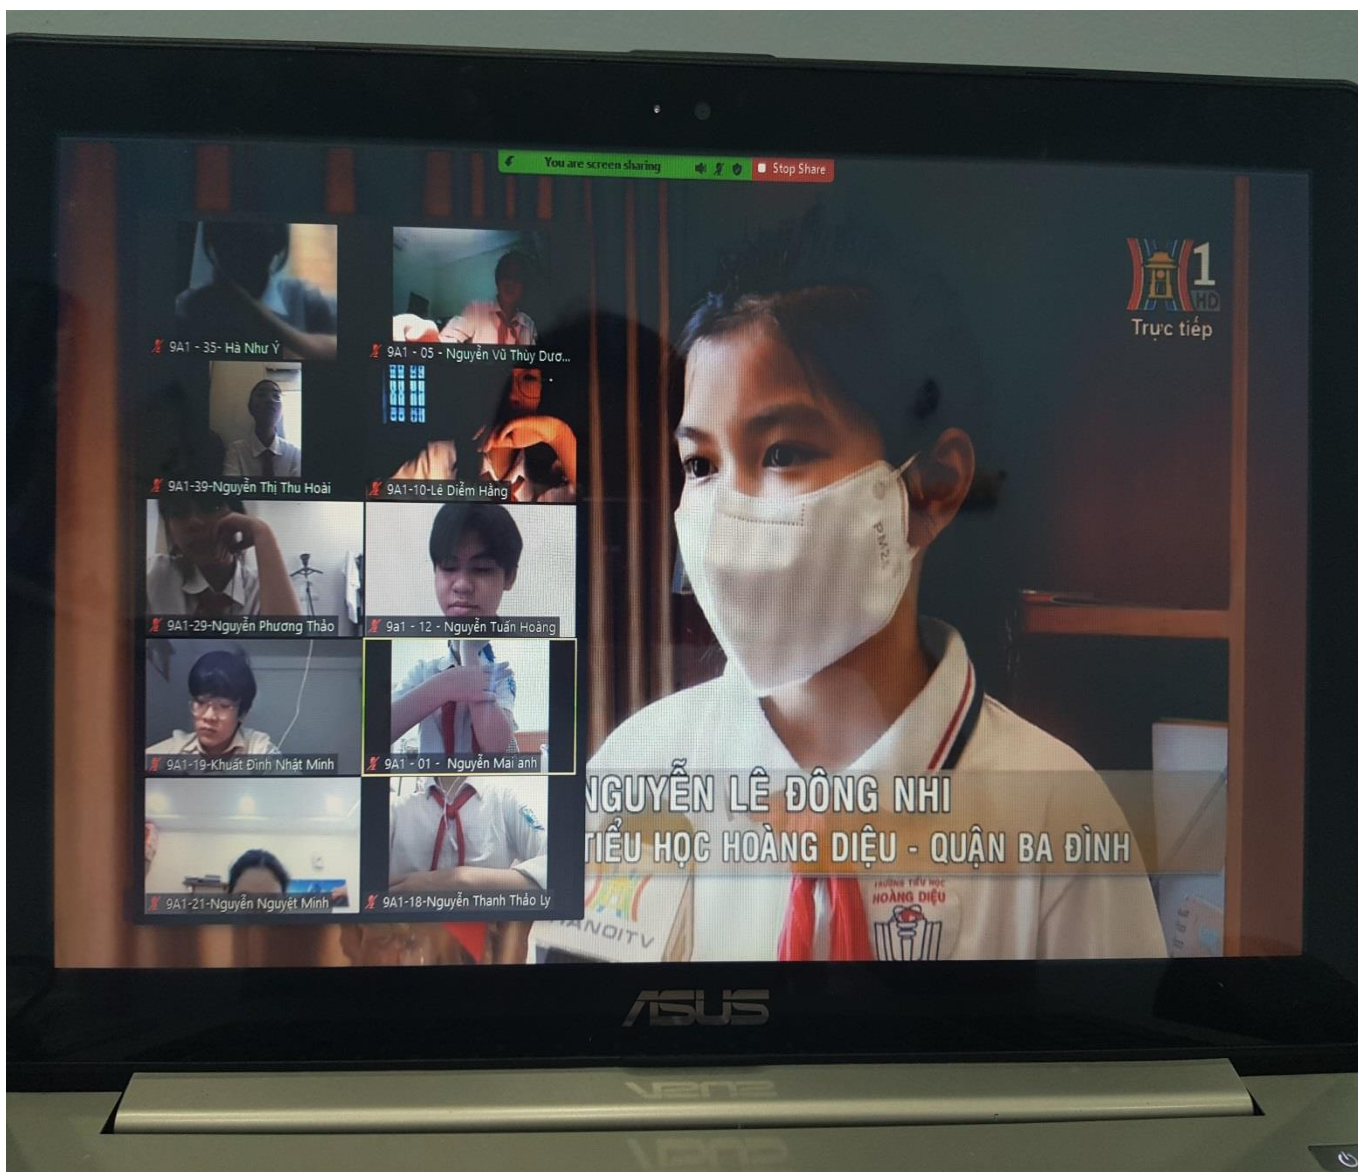 You are screen sharing
Stop Share
1
HD
Trực tiếp
9A1 - 35- Hà Như Ý
9A1 - 05 - Nguyễn Vũ Thùy Dươ...
9A1-39-Nguyễn Thị Thu Hoài
9A1-10-Lê Diễm Hằng
9A1-29-Nguyễn Phương Thảo
9a1 - 12 - Nguyễn Tuấn Hoàng
9A1-19-Khuất Đình Nhật Minh
9A1 - 01 - Nguyễn Mai anh
9A1-21-Nguyễn Nguyệt Minh
9A1-18-Nguyễn Thanh Thảo Ly
NGUYỄN LÊ ĐÔNG NHI
TIỂU HỌC HOÀNG DIỆU - QUẬN BA ĐÌNH
TRƯỜNG TIỂU HỌC
HOÀNG DIỆU
HANOITV
ASUS